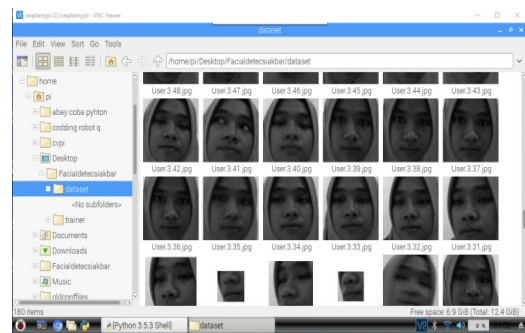 raspberrypi (2) (raspberrypi) - VNC Viewer
dataset
File Edit View Sort Go Tools
/home/pi/Desktop/Facialdetecsiakbar/dataset
home
pi
abay coba pyhton
codding robot q
cvpi
Desktop
Facialdetecsiakbar
dataset
<No subfolders>
trainer
Documents
Downloads
Facialdetecsiakbar
Music
oldconffiles
User.3.48.jpg User.3.47.jpg User.3.46.jpg User.3.45.jpg User.3.44.jpg User.3.43.jpg
User.3.42.jpg User.3.41.jpg User.3.40.jpg User.3.39.jpg User.3.38.jpg User.3.37.jpg
User.3.36.jpg User.3.35.jpg User.3.34.jpg User.3.33.jpg User.3.32.jpg User.3.31.jpg
180 items
Free space: 6.9 GiB (Total: 12.4 GiB)
[Python 3.5.3 Shell]
dataset
0 %